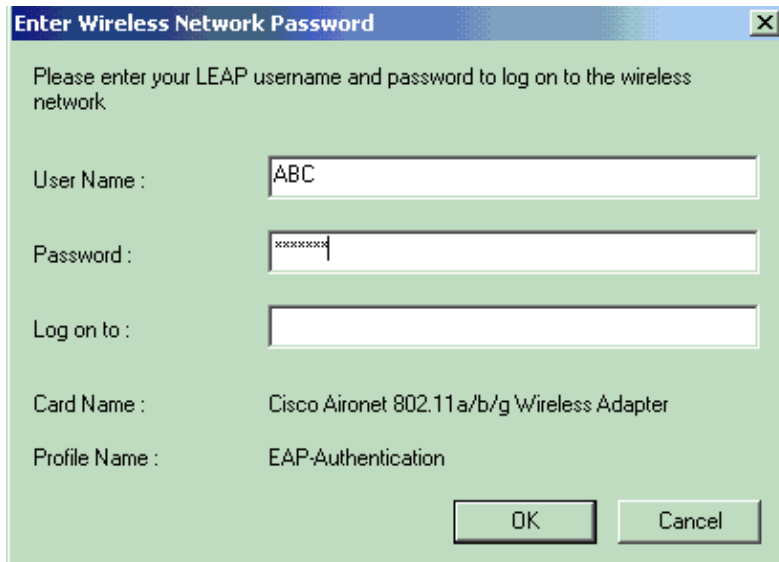 Enter Wireless Network Password
Please enter your LEAP username and password to log on to the wireless
network
User Name : ABC
Password : *******
Log on to :
Card Name : Cisco Aironet 802.11a/b/g Wireless Adapter
Profile Name : EAP-Authentication
OK Cancel